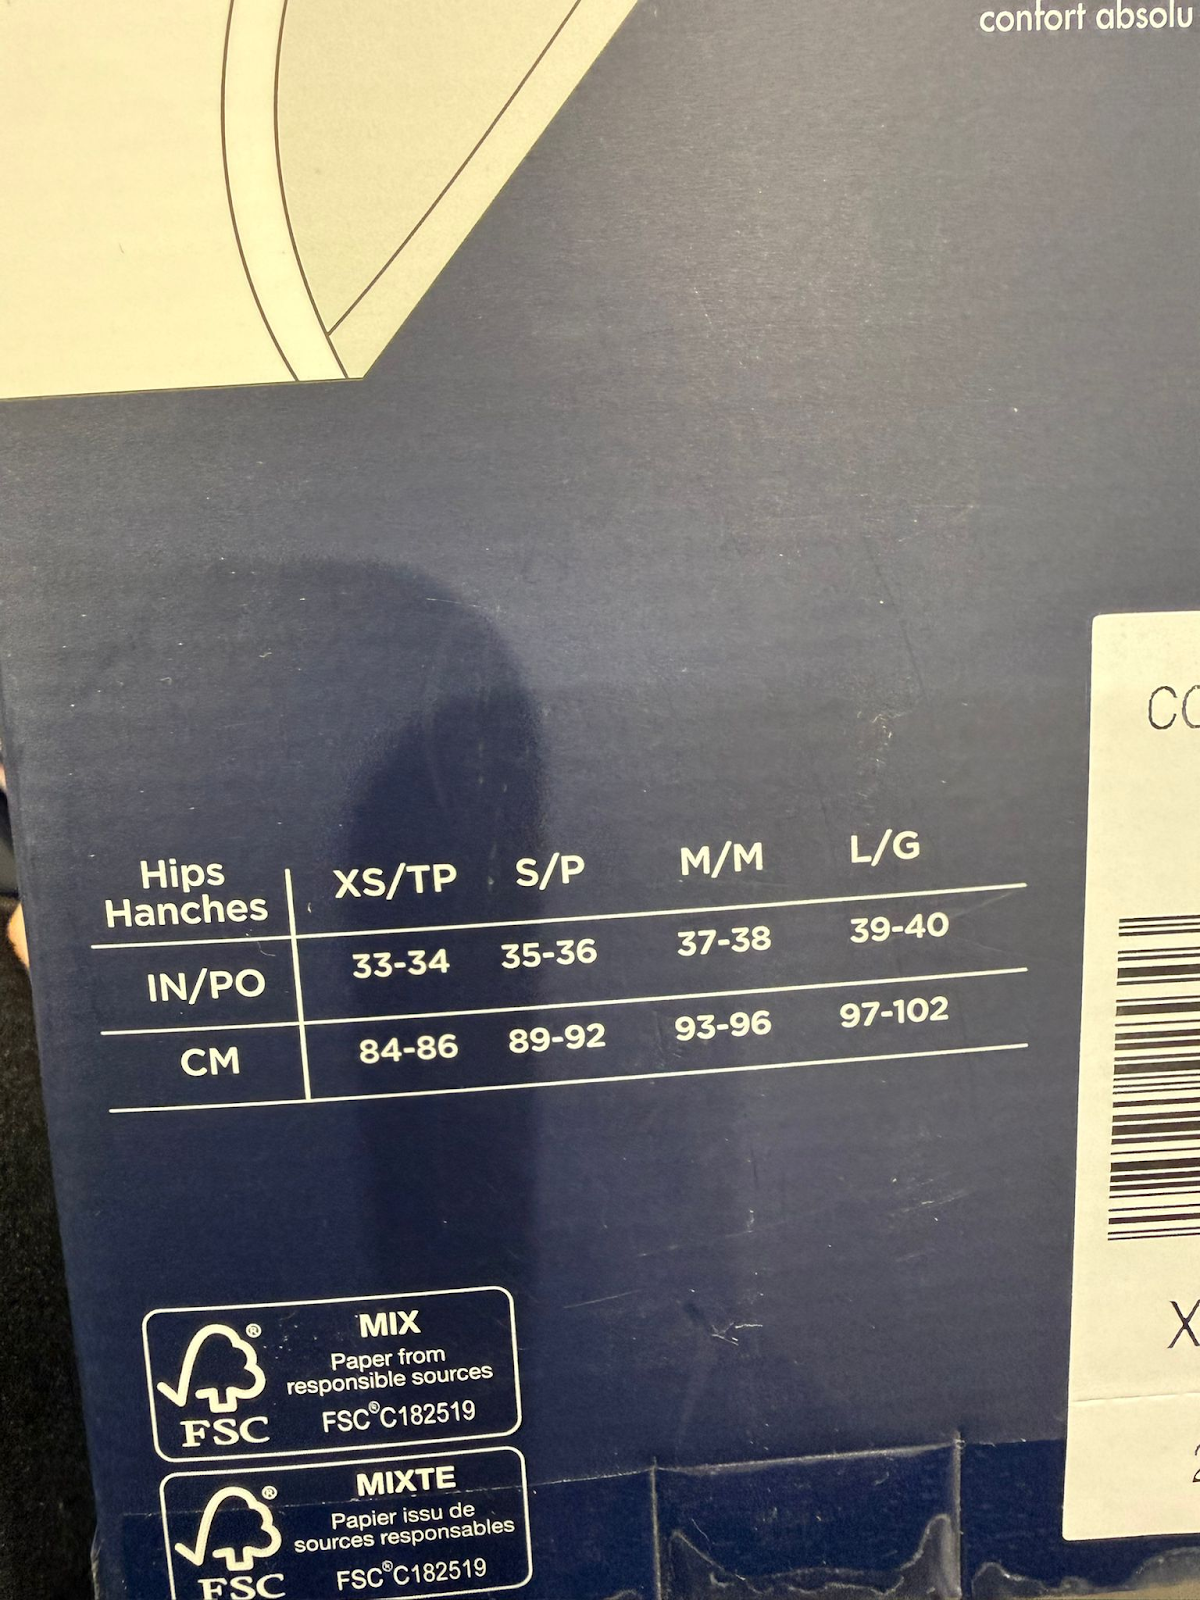 confort absolu
Hips
Hanches
XS/TP S/P M/M L/G
IN/PO 33-34 35-36 37-38 39-40
CM 84-86 89-92 93-96 97-102
MIX
Paper from
responsible sources
FSC®C182519
®
FSC
MIXTE
Papier issu de
sources responsables
FSC®C182519
®
FSC
CO
X